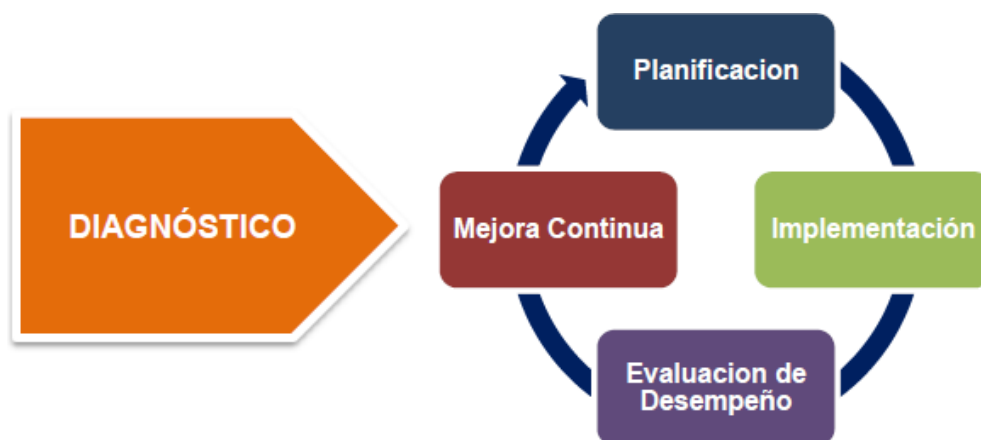 DIAGNÓSTICO
Planificacion
Implementación
Evaluacion de
Desempeño
Mejora Continua